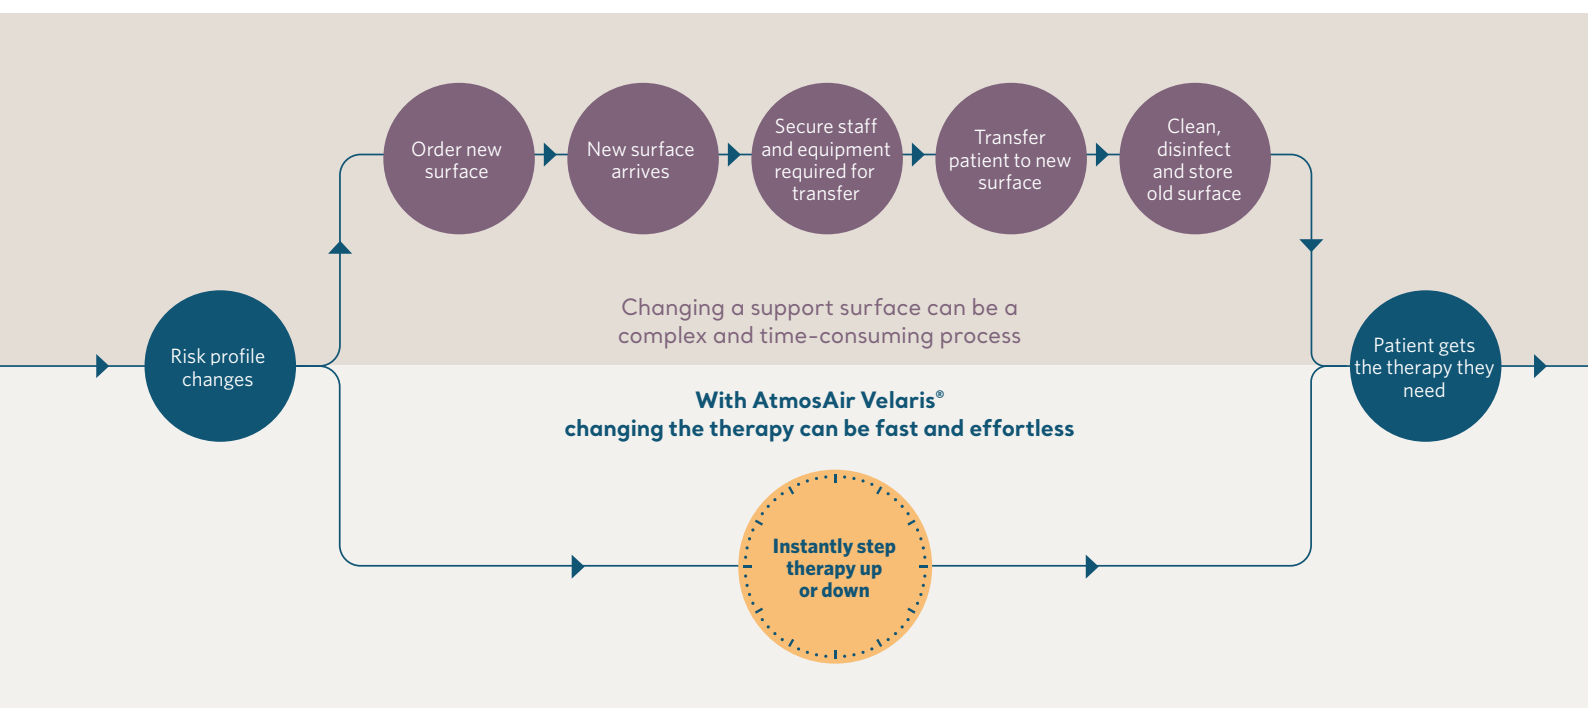 Order new
surface
New surface
arrives
Secure staff
and equipment
required for
transfer
Transfer
patient to new
surface
Clean,
disinfect
and store
old surface
Risk profile
changes
Changing a support surface can be a
complex and time-consuming process
Patient gets
the therapy they
need
With AtmosAir Velaris®
changing the therapy can be fast and effortless
Instantly step
therapy up
or down